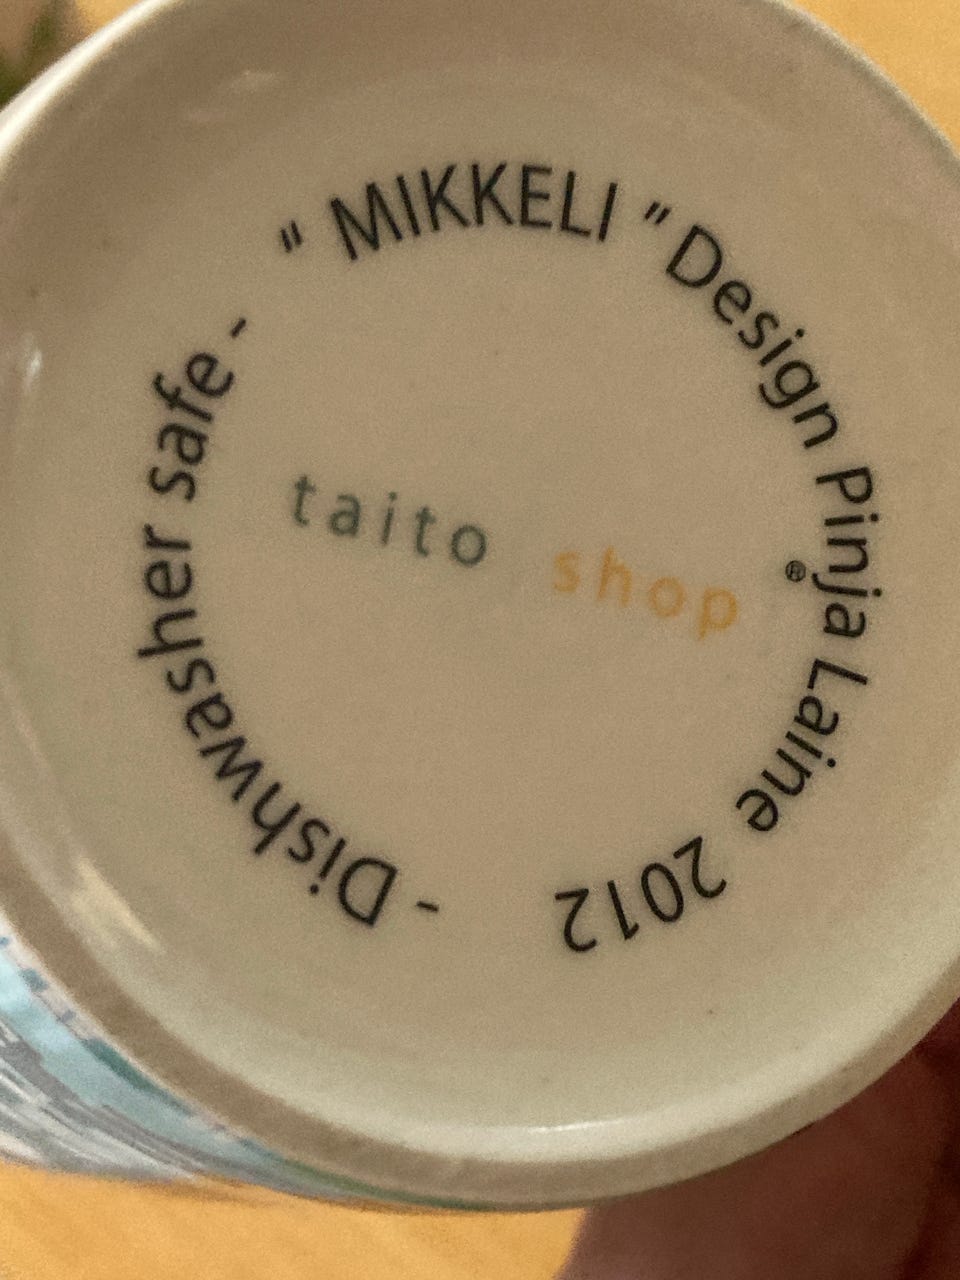 " MIKKELI " Design Pinja Laine 2012
- Dishwasher safe -
taito shop ®